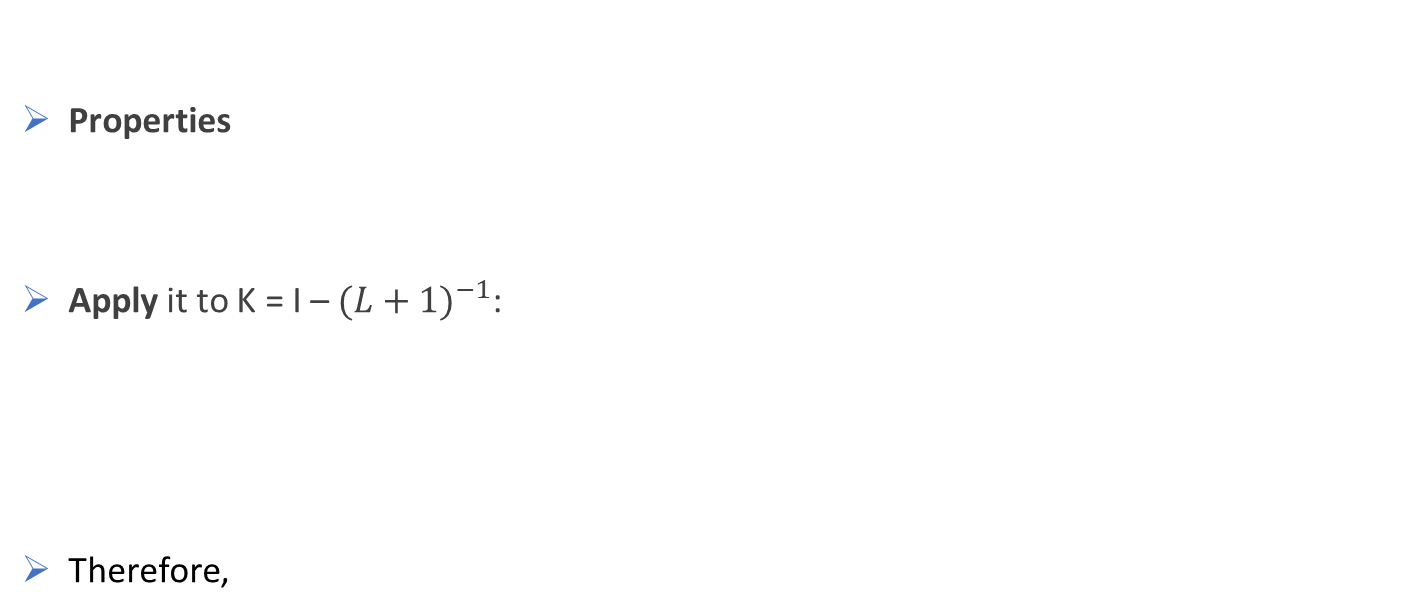 ➢ Properties
➢ Apply it to K = I – (L + 1)⁻¹:
➢ Therefore,